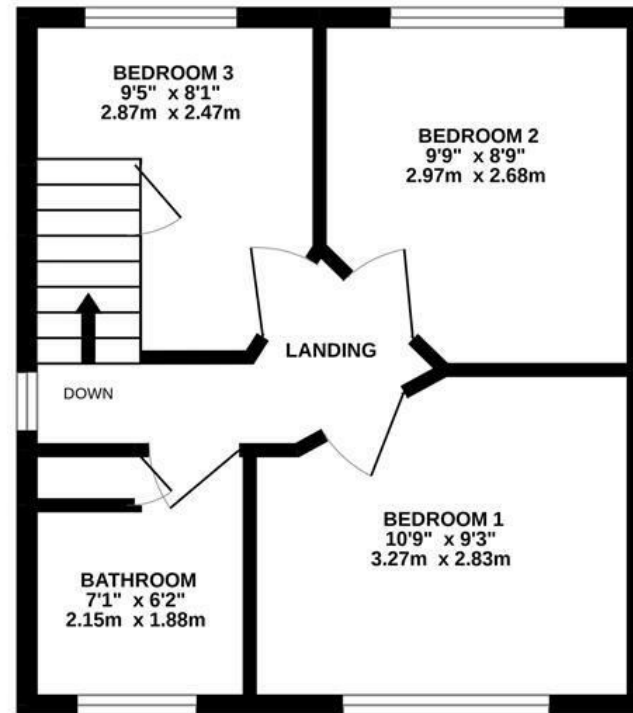 BEDROOM 3
9'5" x 8'1"
2.87m x 2.47m
BEDROOM 2
9'9" x 8'9"
2.97m x 2.68m
LANDING
DOWN
BEDROOM 1
10'9" x 9'3"
3.27m x 2.83m
BATHROOM
7'1" x 6'2"
2.15m x 1.88m